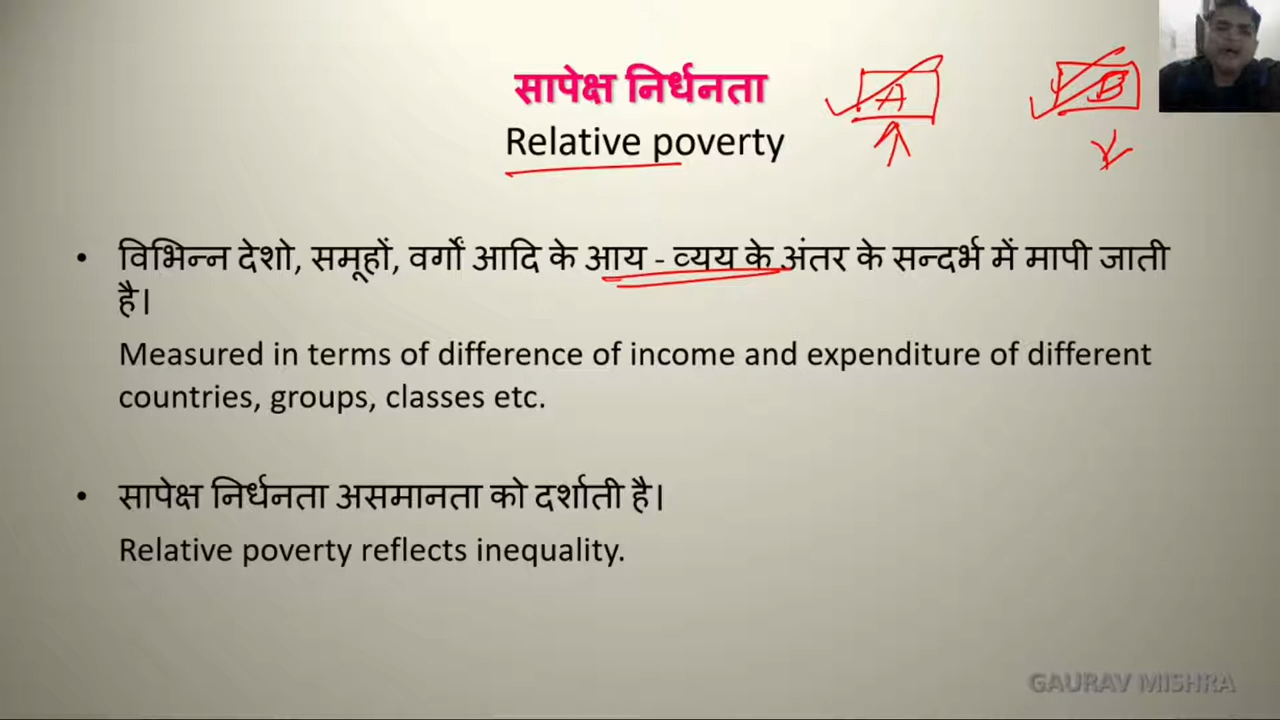 सापेक्ष निर्धनता
Relative poverty
A
B
• विभिन्न देशो, समूहों, वर्गों आदि के आय - व्यय के अंतर के सन्दर्भ में मापी जाती
है।
Measured in terms of difference of income and expenditure of different
countries, groups, classes etc.
• सापेक्ष निर्धनता असमानता को दर्शाती है।
Relative poverty reflects inequality.
GAURAV MISHRA